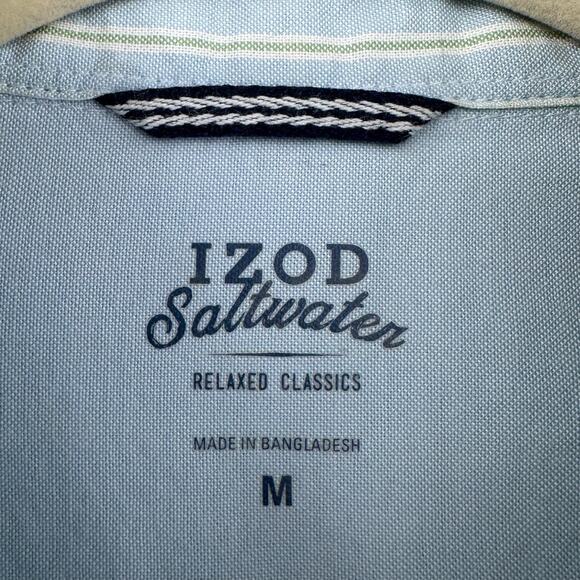 IZOD
Saltwater
RELAXED CLASSICS
MADE IN BANGLADESH
M